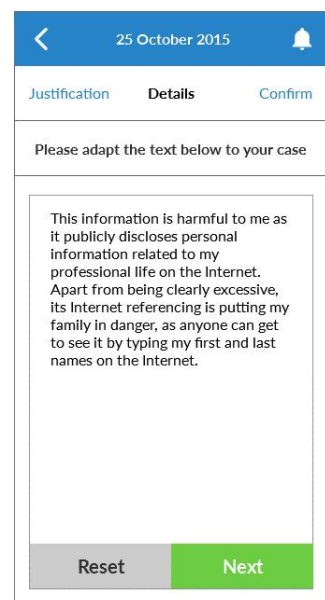 25 October 2015
Justification Details Confirm
Please adapt the text below to your case
This information is harmful to me as
it publicly discloses personal
information related to my
professional life on the Internet.
Apart from being clearly excessive,
its Internet referencing is putting my
family in danger, as anyone can get
to see it by typing my first and last
names on the Internet.
Reset Next